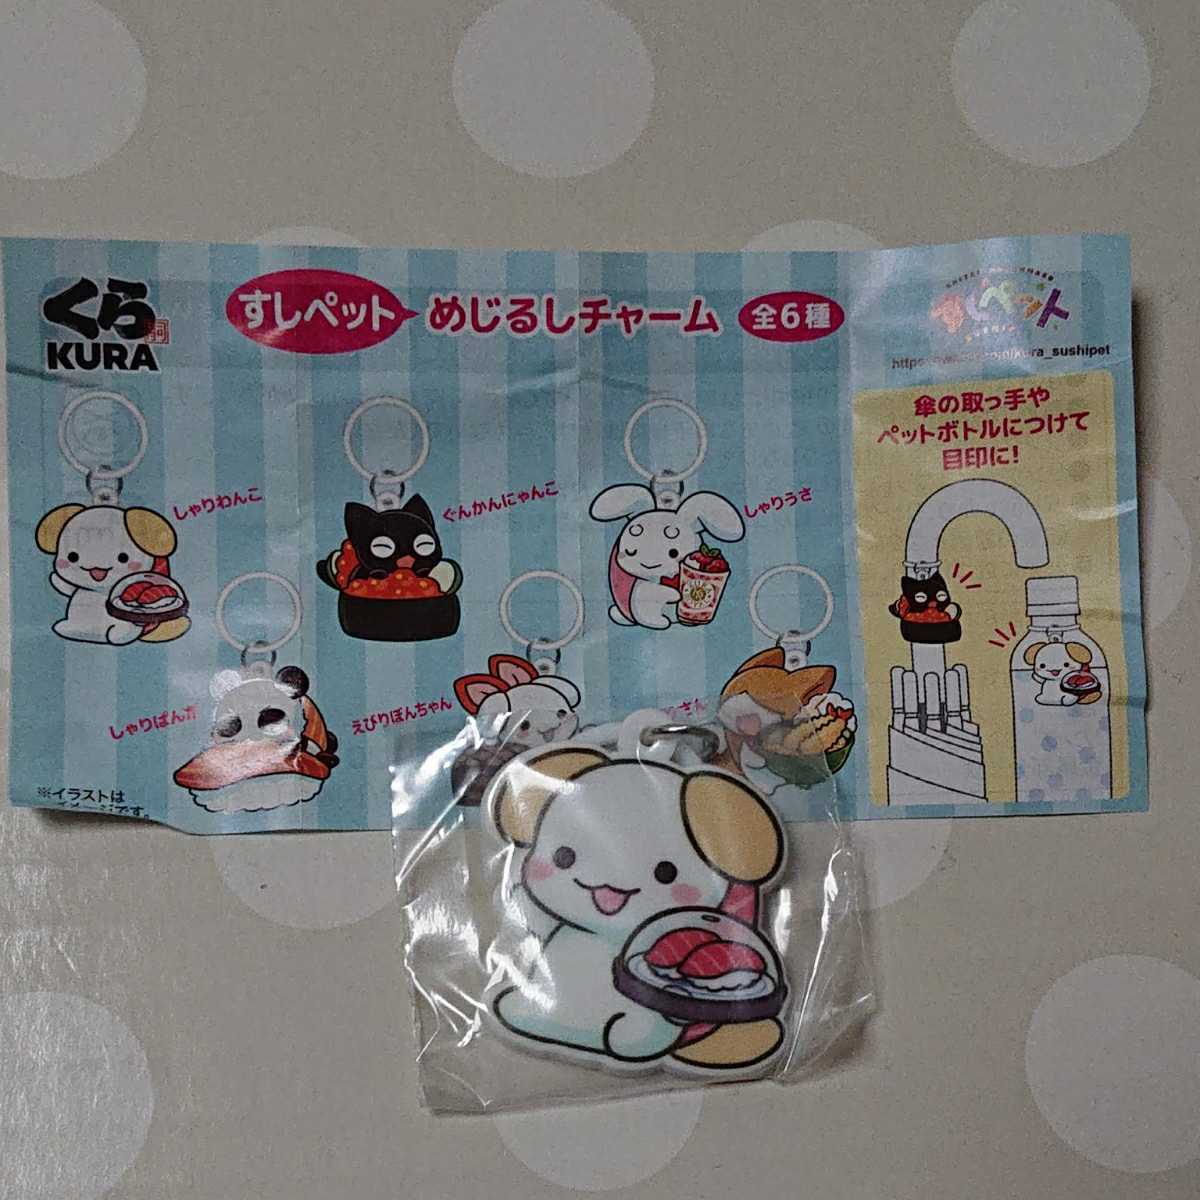 くら
KURA
すしペット めじるしチャーム 全6種
すしペット
傘の取っ手や
ペットボトルにつけて
目印に!
しゃりわんこ
ぐんかんにゃんこ
しゃりうさ
しゃりぱんだ
えびりぼんちゃん
※イラストは